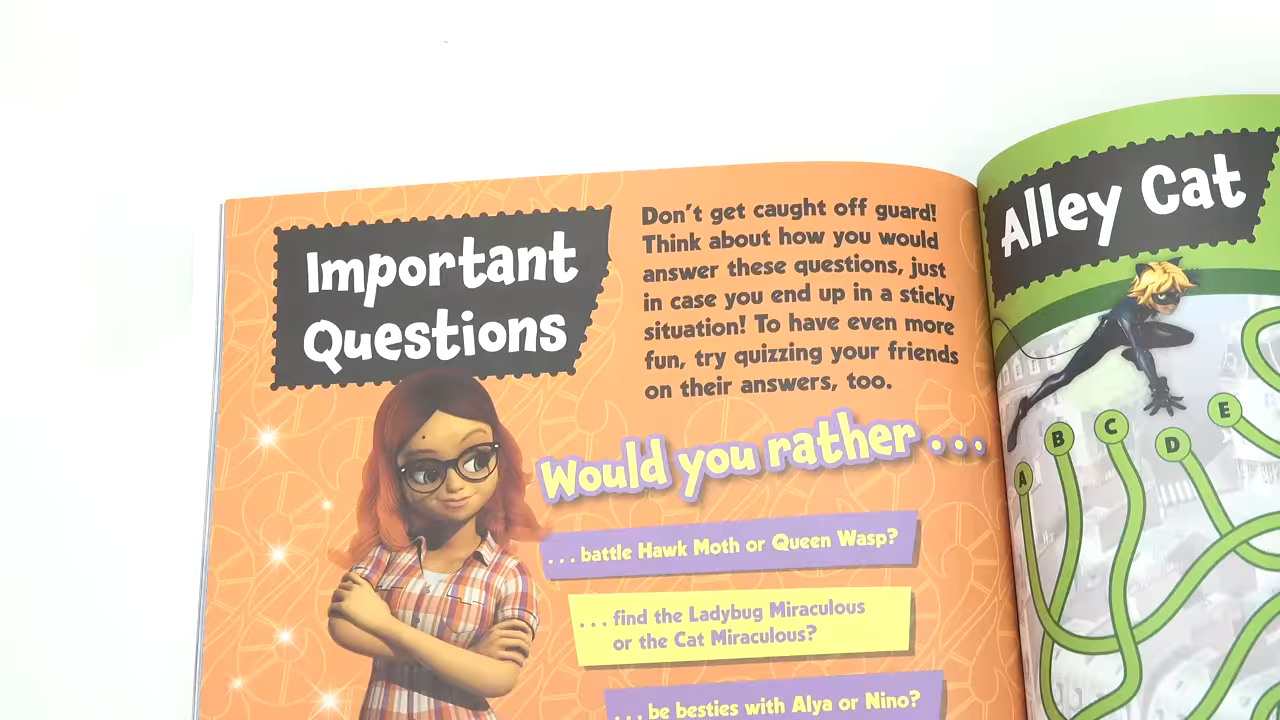 Important
Questions
Don't get caught off guard!
Think about how you would
answer these questions, just
in case you end up in a sticky
situation! To have even more
fun, try quizzing your friends
on their answers, too.
Would you rather . . .
. . . battle Hawk Moth or Queen Wasp?
. . . find the Ladybug Miraculous
or the Cat Miraculous?
. . . be besties with Alya or Nino?
Alley Cat
A
B
C
D
E